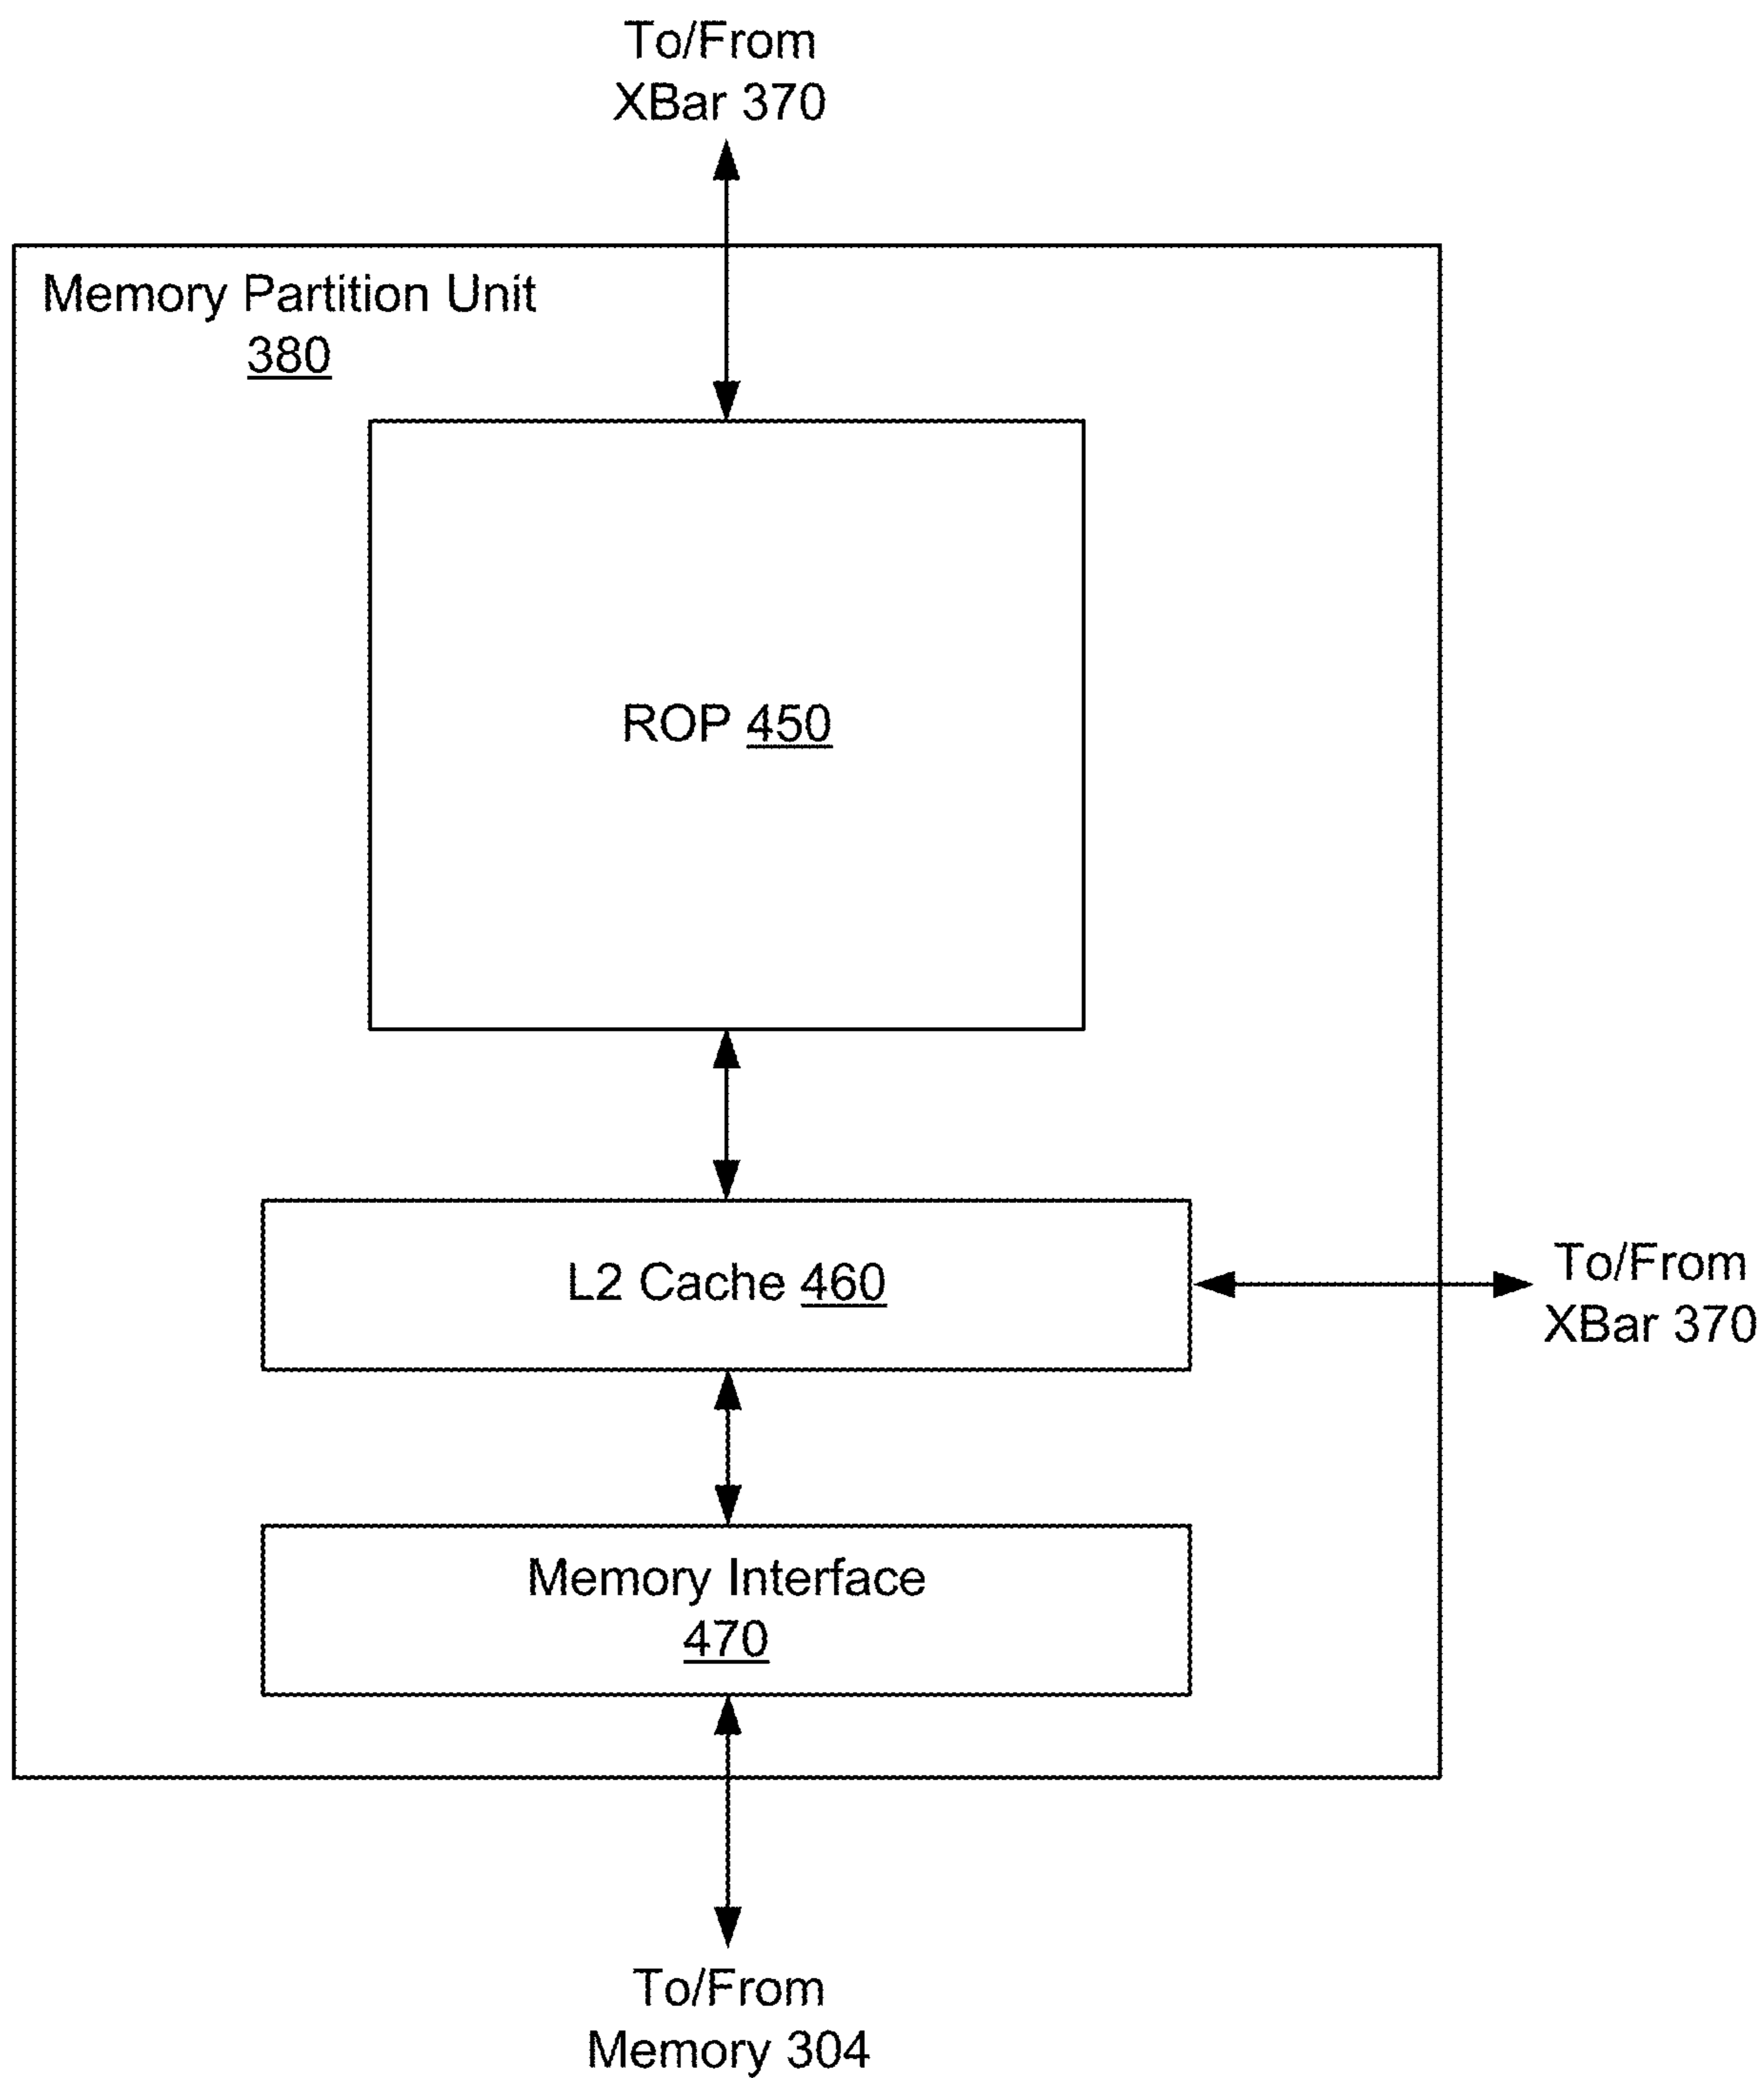 To/From
XBar 370
Memory Partition Unit
380
ROP 450
L2 Cache 460
To/From
XBar 370
Memory Interface
470
To/From
Memory 304